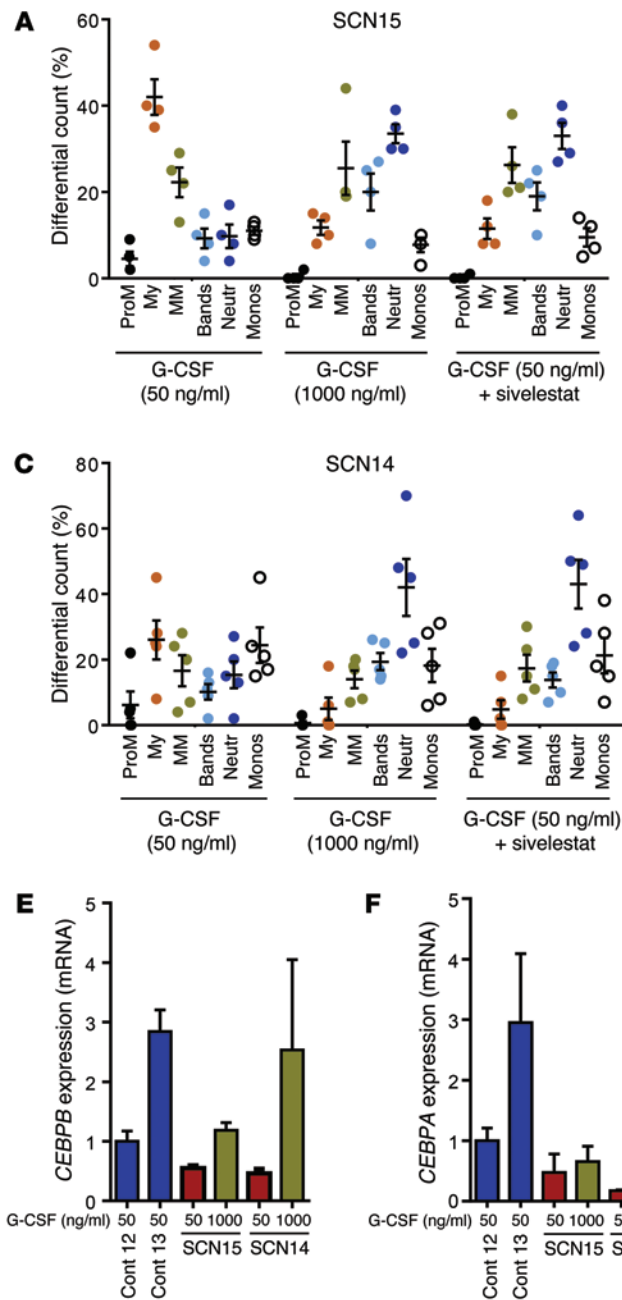 A
SCN15
Differential count (%)
60
40
20
0
ProM
My
MM
Bands
Neutr
Monos
ProM
My
MM
Bands
Neutr
Monos
ProM
My
MM
Bands
Neutr
Monos
G-CSF
(50 ng/ml)
G-CSF
(1000 ng/ml)
G-CSF (50 ng/ml)
+ sivelestat
C
SCN14
Differential count (%)
80
60
40
20
0
ProM
My
MM
Bands
Neutr
Monos
ProM
My
MM
Bands
Neutr
Monos
ProM
My
MM
Bands
Neutr
Monos
G-CSF
(50 ng/ml)
G-CSF
(1000 ng/ml)
G-CSF (50 ng/ml)
+ sivelestat
E
CEBPB expression (mRNA)
5
4
3
2
1
0
G-CSF (ng/ml) 50 50 50 1000 50 1000
Cont 12
Cont 13
SCN15
SCN14
F
CEBPA expression (mRNA)
5
4
3
2
1
0
G-CSF (ng/ml) 50 50 50 1000 5
Cont 12
Cont 13
SCN15
S